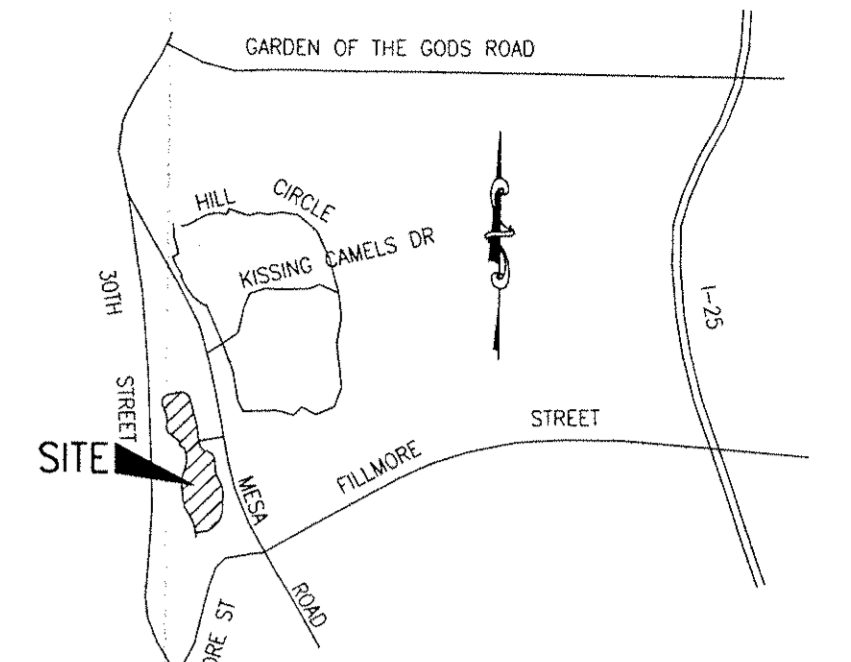 GARDEN OF THE GODS ROAD
HILL CIRCLE
KISSING CAMELS DR
30TH STREET
I-25
STREET
SITE
FILLMORE
MESA ROAD
ORE ST